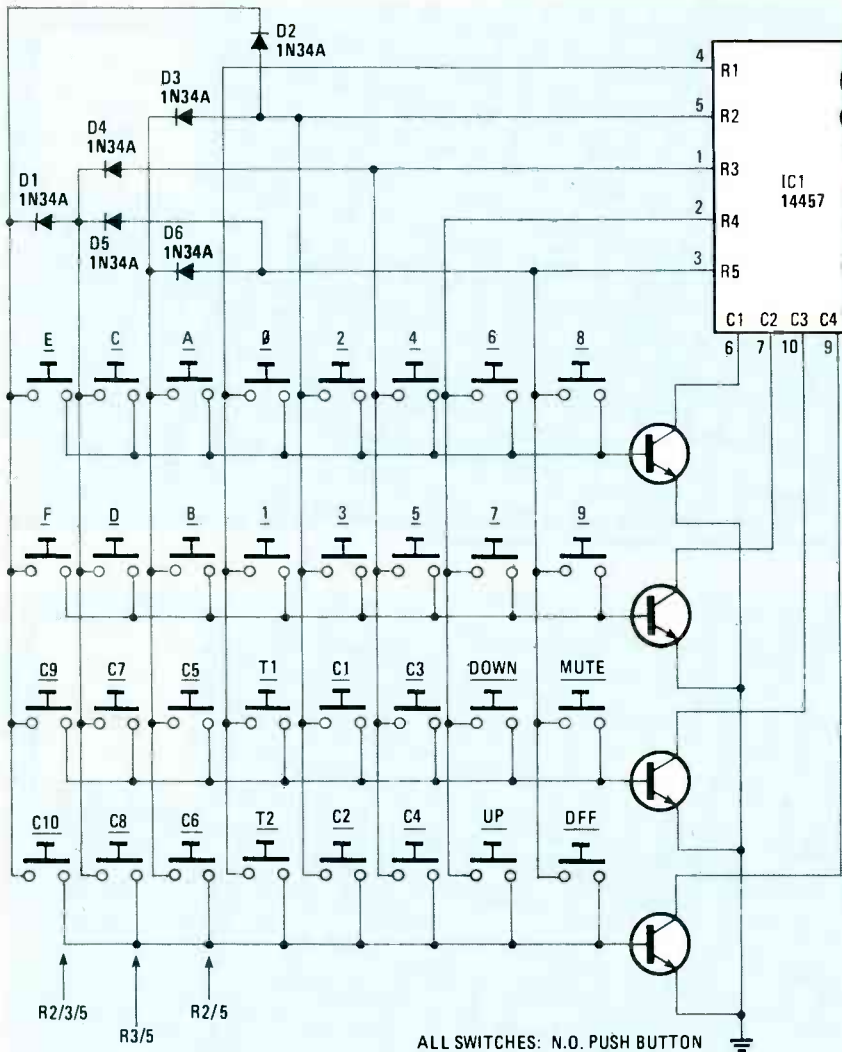 D2
1N34A
D3
1N34A
D4
1N34A
D1
1N34A
D5
1N34A
D6
1N34A
4
R1
5
R2
1
R3
2
R4
3
R5
IC1
14457
C1 C2 C3 C4
6 7 10 9
E C A 0 2 4 6 8
F D B 1 3 5 7 9
C9 C7 C5 T1 C1 C3 DOWN MUTE
C10 C8 C6 T2 C2 C4 UP OFF
R2/3/5
R3/5
R2/5
ALL SWITCHES: N.O. PUSH BUTTON